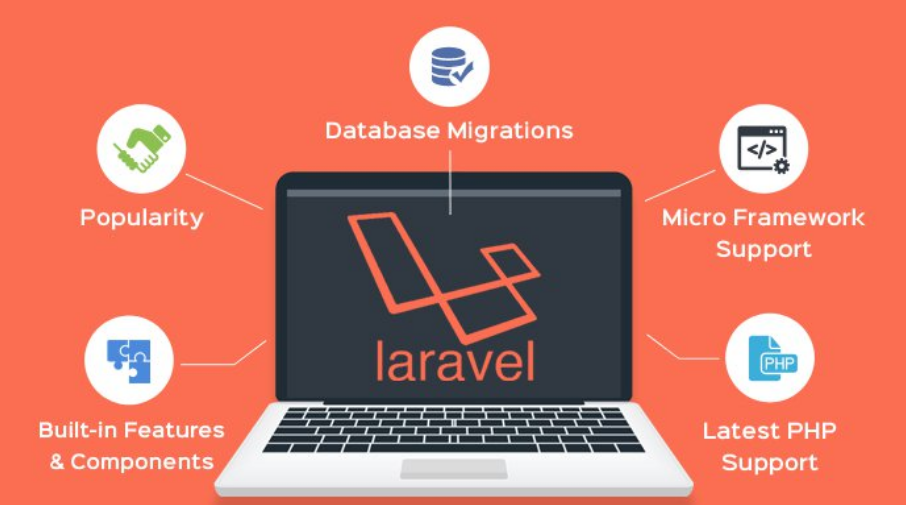 Database Migrations
Popularity
Micro Framework
Support
</>
laravel
PHP
Built-in Features
& Components
Latest PHP
Support